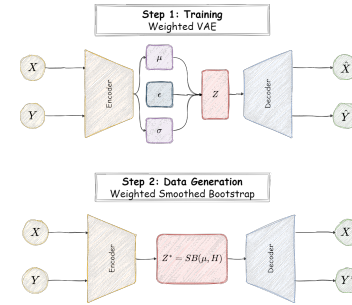 Step 1: Training
Weighted VAE
X
Y
Encoder
μ
ϵ
σ
Z
Decoder
X̂
Ŷ
Step 2: Data Generation
Weighted Smoothed Bootstrap
X
Y
Encoder
Z* = SB(μ, H)
Decoder